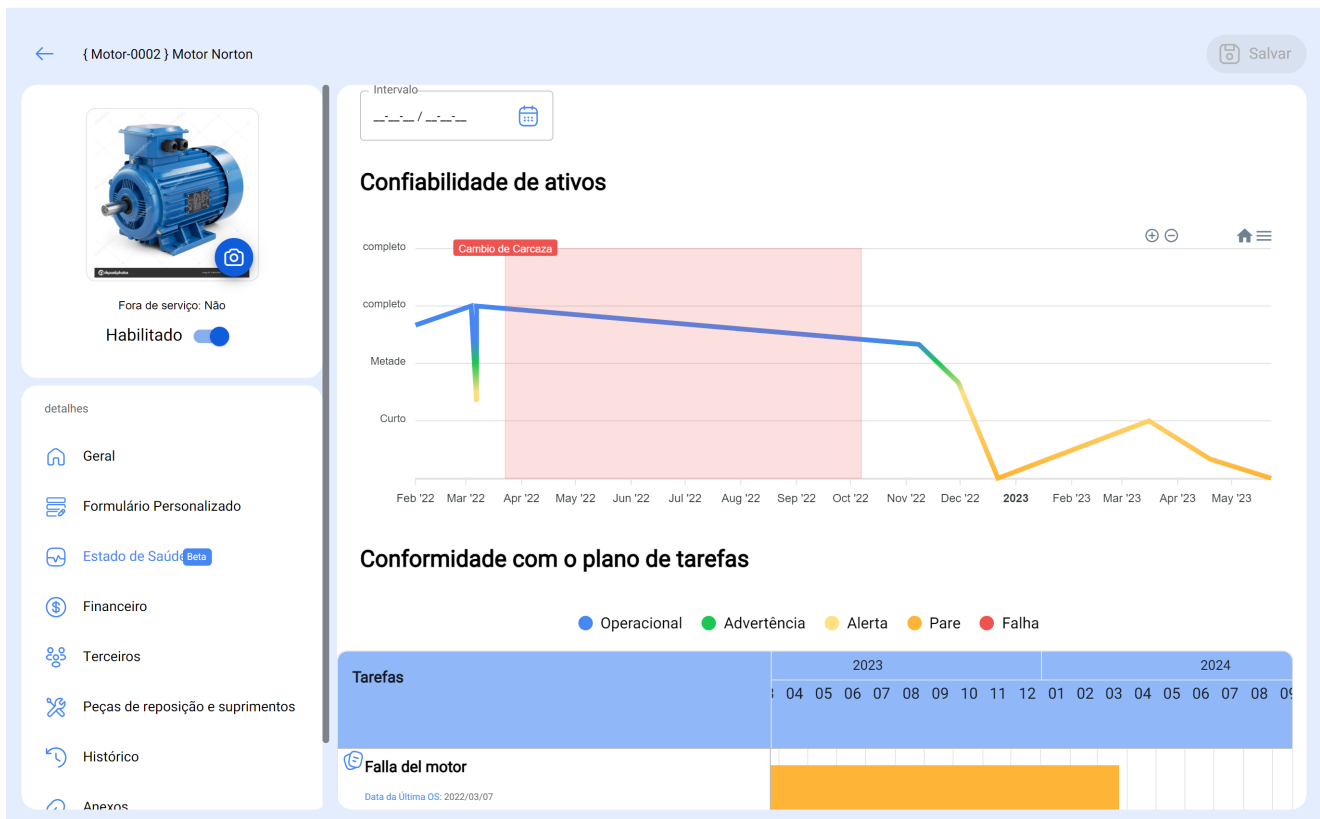 { Motor-0002 } Motor Norton
Salvar
depositphotos
Fora de serviço: Não
Habilitado
detalhes
Geral
Formulário Personalizado
Estado de Saúde Beta
Financeiro
Terceiros
Peças de reposição e suprimentos
Histórico
Anexos
Intervalo
__-__-__ / __-__-__
Confiabilidade de ativos
Cambio de Carcaza
completo
completo
Metade
Curto
Feb '22 Mar '22 Apr '22 May '22 Jun '22 Jul '22 Aug '22 Sep '22 Oct '22 Nov '22 Dec '22 2023 Feb '23 Mar '23 Apr '23 May '23
Conformidade com o plano de tarefas
Operacional Advertência Alerta Pare Falha
Tarefas
2023 2024
04 05 06 07 08 09 10 11 12 01 02 03 04 05 06 07 08 09
Falla del motor
Data da Última OS: 2022/03/07